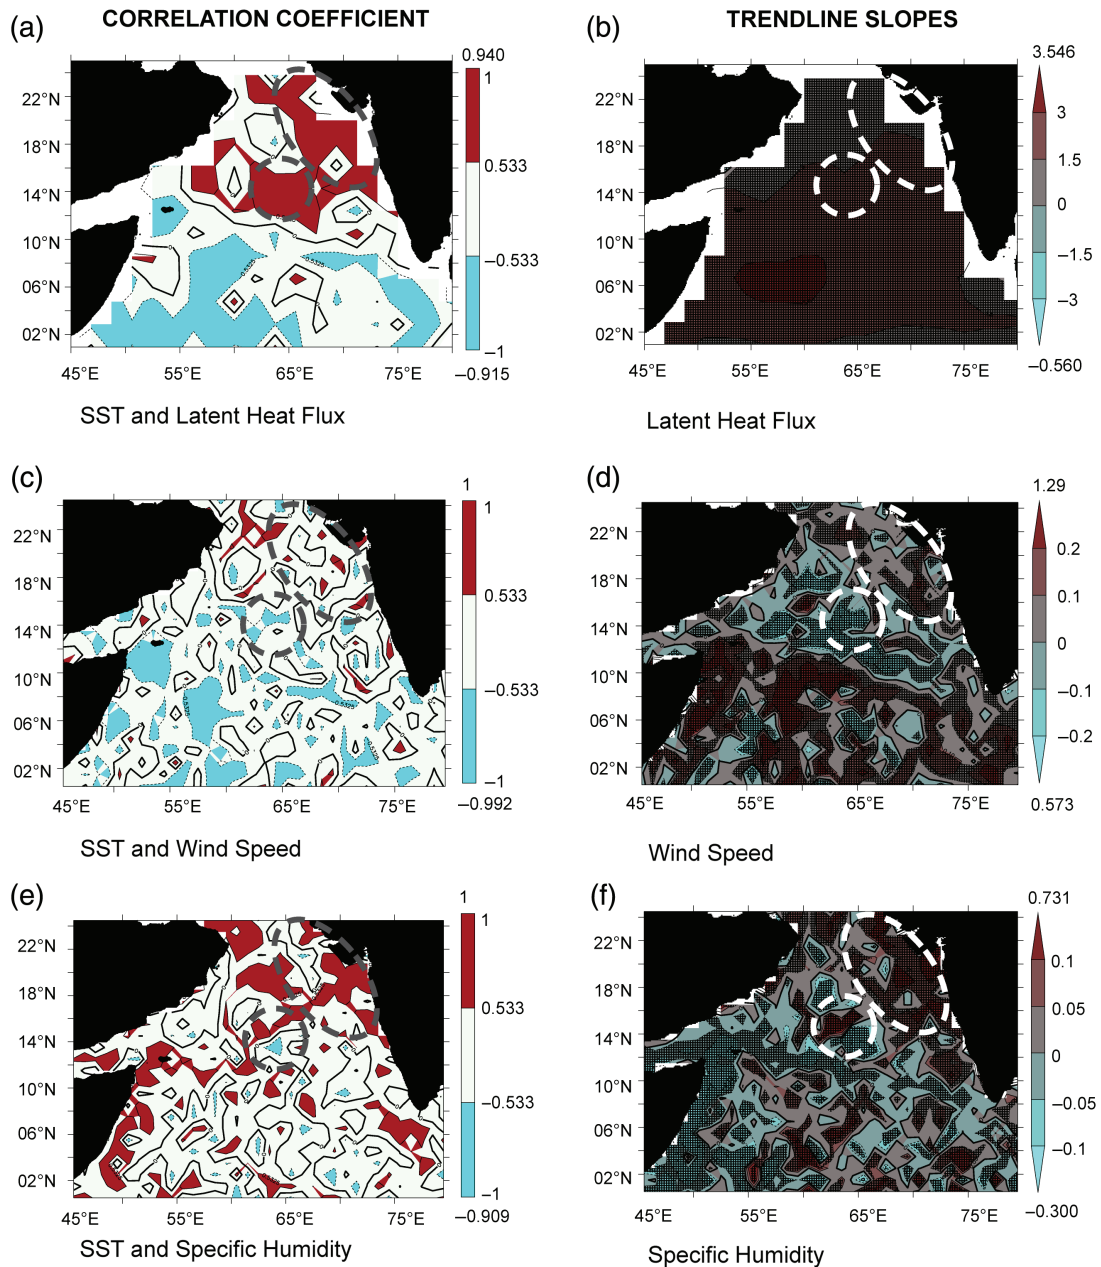 CORRELATION COEFFICIENT
TRENDLINE SLOPES
(a)
0.940
1
0.533
−0.533
−1
−0.915
22°N
18°N
14°N
10°N
06°N
02°N
45°E 55°E 65°E 75°E
SST and Latent Heat Flux
(b)
3.546
3
1.5
0
−1.5
−3
−0.560
22°N
18°N
14°N
10°N
06°N
02°N
45°E 55°E 65°E 75°E
Latent Heat Flux
(c)
1
1
0.533
−0.533
−1
−0.992
22°N
18°N
14°N
10°N
06°N
02°N
45°E 55°E 65°E 75°E
SST and Wind Speed
(d)
1.29
0.2
0.1
0
−0.1
−0.2
0.573
22°N
18°N
14°N
10°N
06°N
02°N
45°E 55°E 65°E 75°E
Wind Speed
(e)
1
1
0.533
−0.533
−1
−0.909
22°N
18°N
14°N
10°N
06°N
02°N
45°E 55°E 65°E 75°E
SST and Specific Humidity
(f)
0.731
0.1
0.05
0
−0.05
−0.1
−0.300
22°N
18°N
14°N
10°N
06°N
02°N
45°E 55°E 65°E 75°E
Specific Humidity